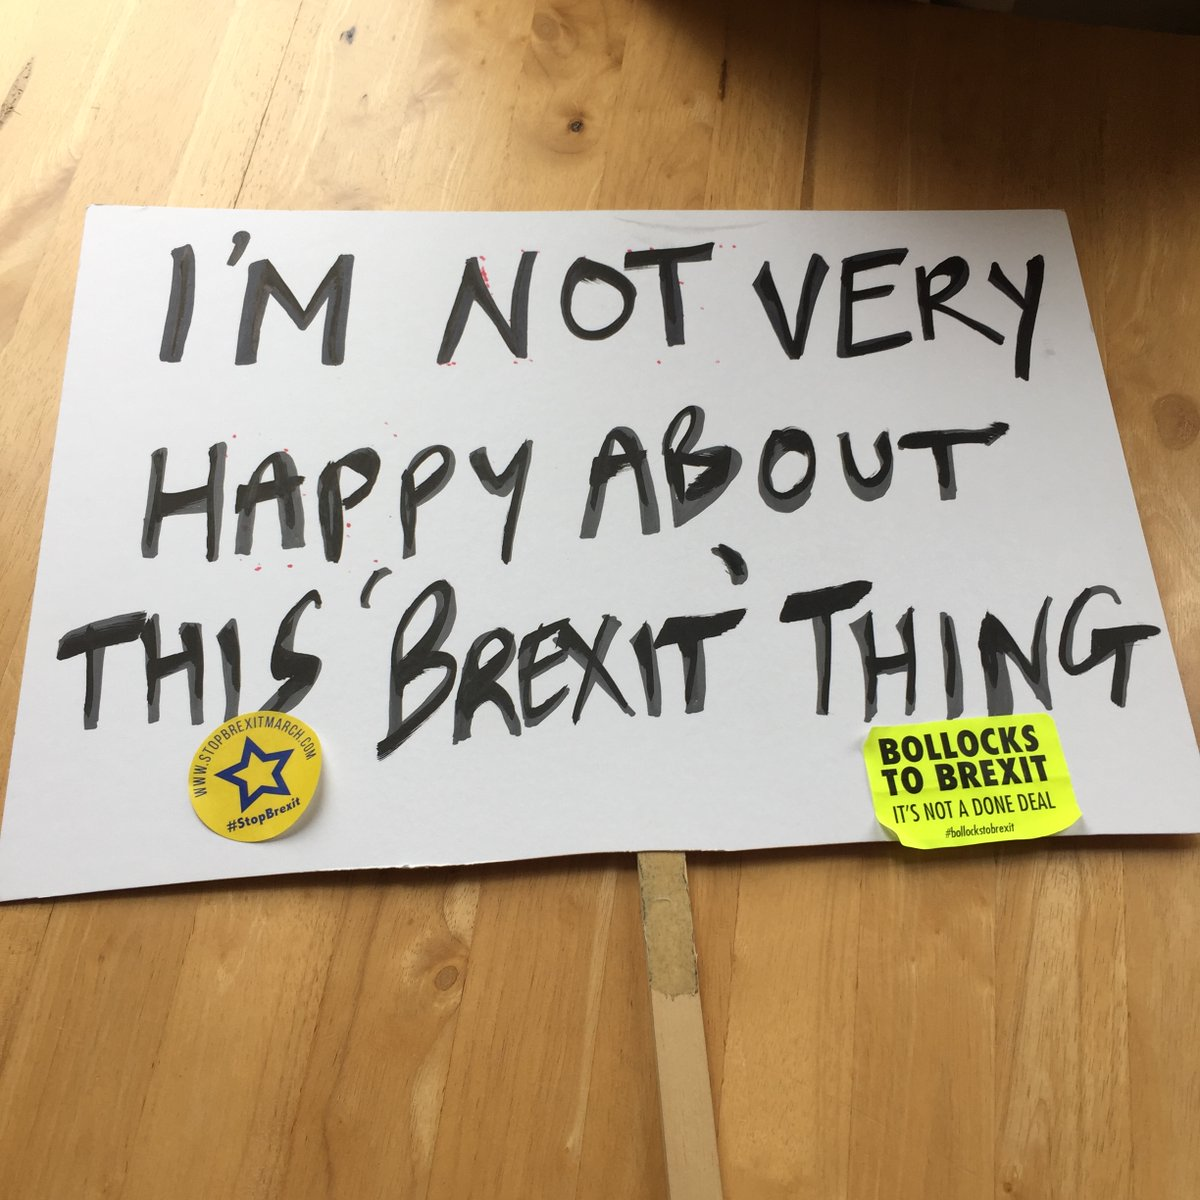 I'M NOT VERY
HAPPY ABOUT
THIS 'BREXIT' THING
WWW.STOPBREXITMARCH.COM
#StopBrexit
BOLLOCKS
TO BREXIT
IT'S NOT A DONE DEAL
#bollockstobrexit